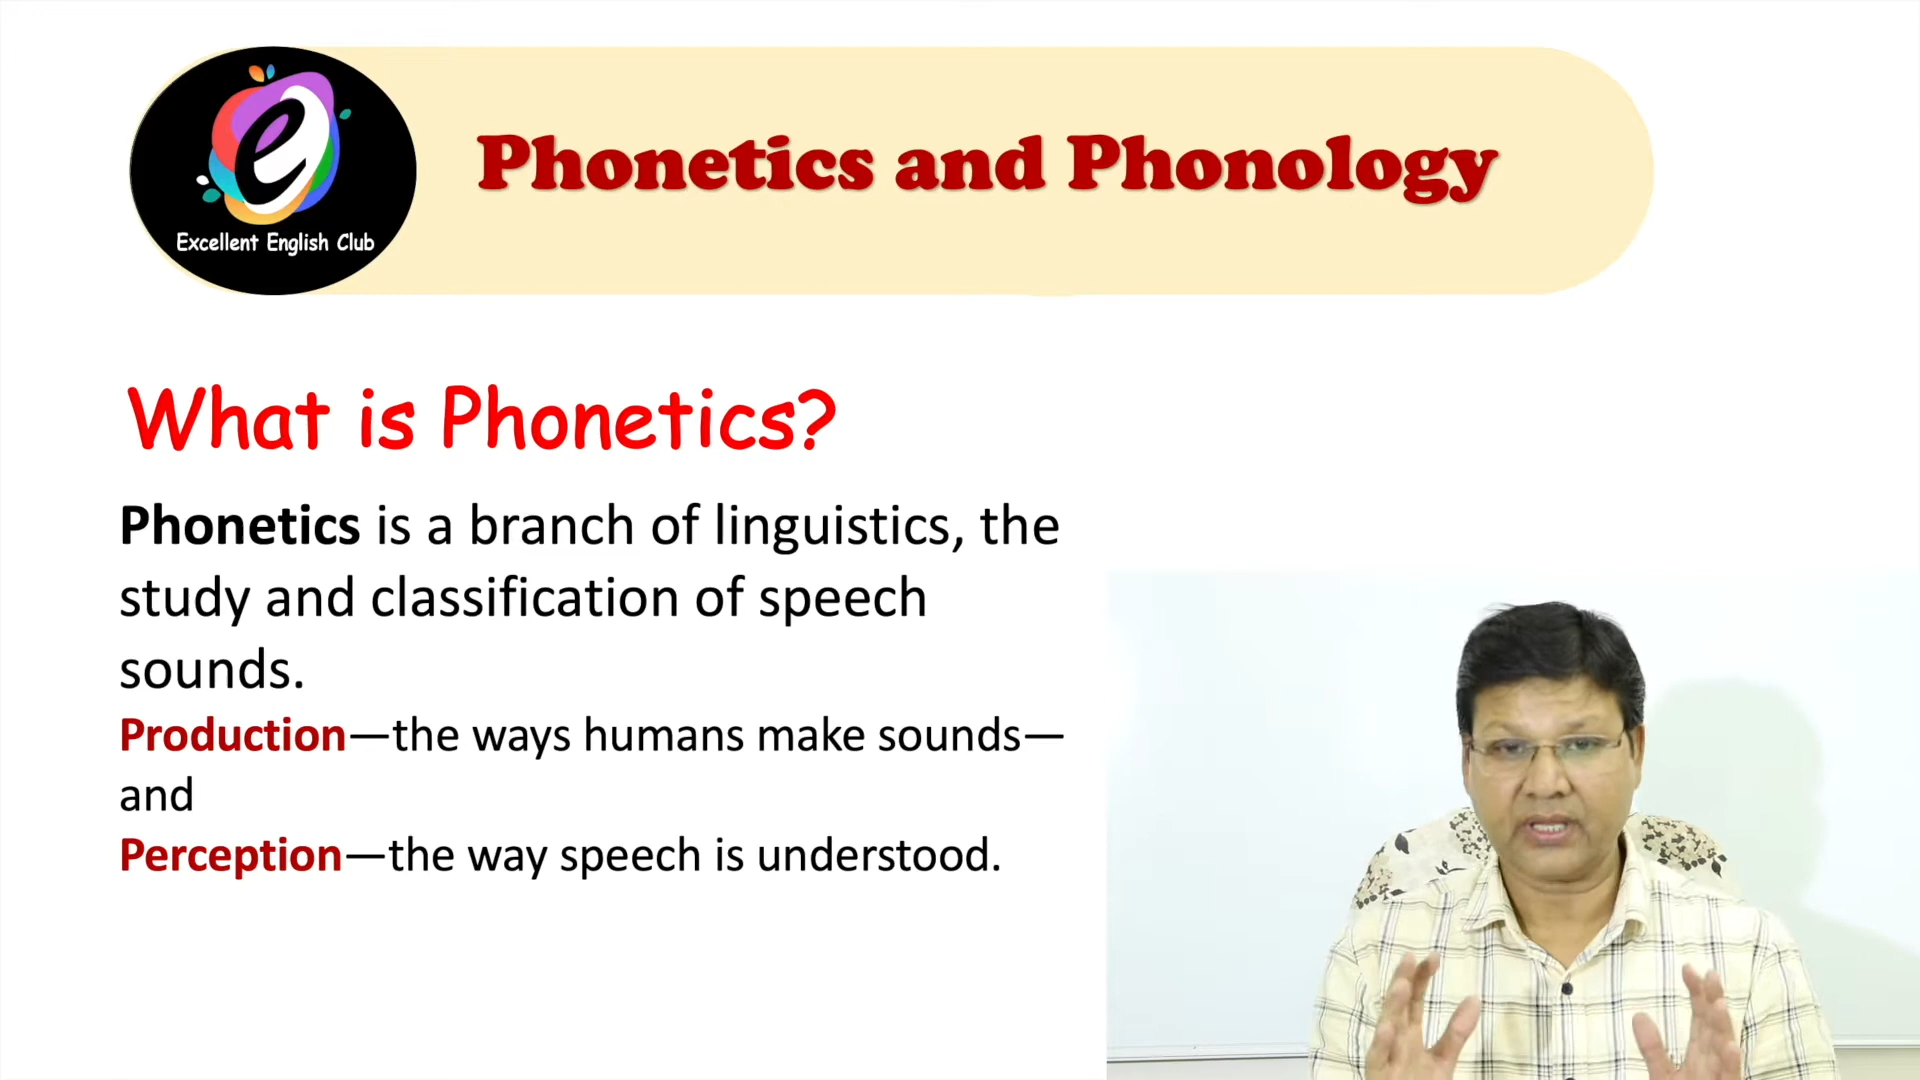 Excellent English Club
Phonetics and Phonology
What is Phonetics?
Phonetics is a branch of linguistics, the
study and classification of speech
sounds.
Production—the ways humans make sounds—
and
Perception—the way speech is understood.